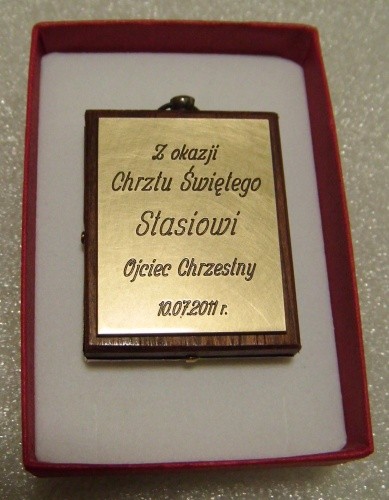 Z okazji
Chrztu Świętego
Stasiowi
Ojciec Chrzestny
10.07.2011 r.